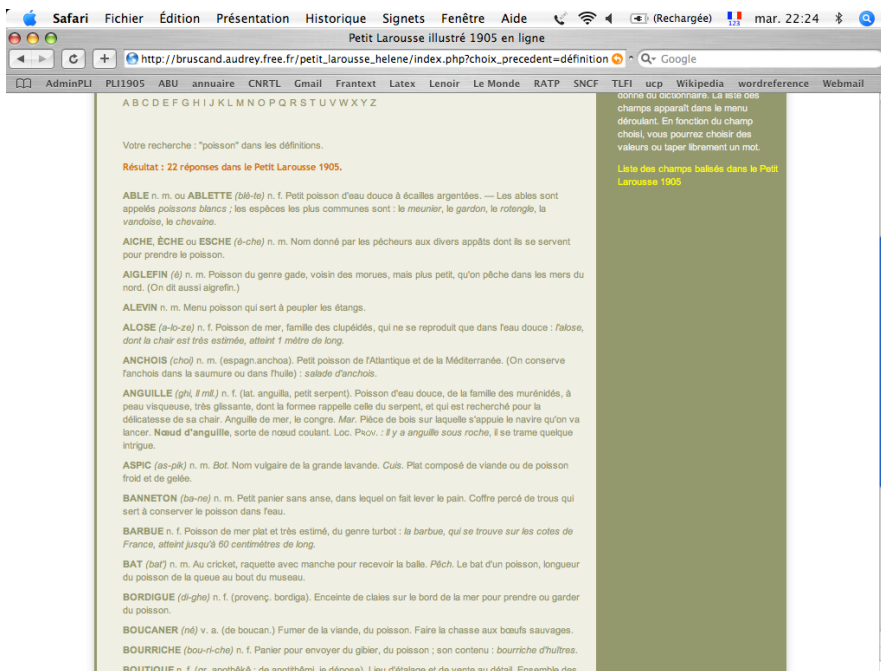 Safari Fichier Édition Présentation Historique Signets Fenêtre Aide (Rechargée) 123 mar. 22:24
Petit Larousse illustré 1905 en ligne
http://bruscand.audrey.free.fr/petit_larousse_helene/index.php?choix_precedent=définition Google
AdminPLI PLI1905 ABU annuaire CNRTL Gmail Frantext Latex Lenoir Le Monde RATP SNCF TLFI ucp Wikipedia wordreference Webmail
A B C D E F G H I J K L M N O P Q R S T U V W X Y Z
Votre recherche : "poisson" dans les définitions.
Résultat : 22 réponses dans le Petit Larousse 1905.
ABLE n. m. ou ABLETTE (blè-te) n. f. Petit poisson d'eau douce à écailles argentées. — Les ables sont
appelés poissons blancs ; les espèces les plus communes sont : le meunier, le gardon, le rotengle, la
vandoise, le chevaine.
AICHE, ÈCHE ou ESCHE (è-che) n. m. Nom donné par les pêcheurs aux divers appâts dont ils se servent
pour prendre le poisson.
AIGLEFIN (è) n. m. Poisson du genre gade, voisin des morues, mais plus petit, qu'on pêche dans les mers du
nord. (On dit aussi aigrefin.)
ALEVIN n. m. Menu poisson qui sert à peupler les étangs.
ALOSE (a-lo-ze) n. f. Poisson de mer, famille des clupéidés, qui ne se reproduit que dans l'eau douce : l'alose,
dont la chair est très estimée, atteint 1 mètre de long.
ANCHOIS (choi) n. m. (espagn.anchoa). Petit poisson de l'Atlantique et de la Méditerranée. (On conserve
l'anchois dans la saumure ou dans l'huile) : salade d'anchois.
ANGUILLE (ghi, ll mll.) n. f. (lat. anguilla, petit serpent). Poisson d'eau douce, de la famille des murénidés, à
peau visqueuse, très glissante, dont la formee rappelle celle du serpent, et qui est recherché pour la
délicatesse de sa chair. Anguille de mer, le congre. Mar. Pièce de bois sur laquelle s'appuie le navire qu'on va
lancer. Nœud d'anguille, sorte de nœud coulant. Loc. Prov. : il y a anguille sous roche, il se trame quelque
intrigue.
ASPIC (as-pik) n. m. Bot. Nom vulgaire de la grande lavande. Cuis. Plat composé de viande ou de poisson
froid et de gelée.
BANNETON (ba-ne) n. m. Petit panier sans anse, dans lequel on fait lever le pain. Coffre percé de trous qui
sert à conserver le poisson dans l'eau.
BARBUE n. f. Poisson de mer plat et très estimé, du genre turbot : la barbue, qui se trouve sur les cotes de
France, atteint jusqu'à 60 centimètres de long.
BAT (bat') n. m. Au cricket, raquette avec manche pour recevoir la balle. Pêch. Le bat d'un poisson, longueur
du poisson de la queue au bout du museau.
BORDIGUE (di-ghe) n. f. (provenç. bordiga). Enceinte de claies sur le bord de la mer pour prendre ou garder
du poisson.
BOUCANER (né) v. a. (de boucan.) Fumer de la viande, du poisson. Faire la chasse aux bœufs sauvages.
BOURRICHE (bou-ri-che) n. f. Panier pour envoyer du gibier, du poisson ; son contenu : bourriche d'huîtres.
BOUTIQUE n. f. (gr. apothêkê ; de apotithêmi, je dépose). Lieu d'étalage et de vente au détail. Ensemble des
donné du dictionnaire. La liste des
champs apparaît dans le menu
déroulant. En fonction du champ
choisi, vous pourrez choisir des
valeurs ou taper librement un mot.
Liste des champs balisés dans le Petit
Larousse 1905